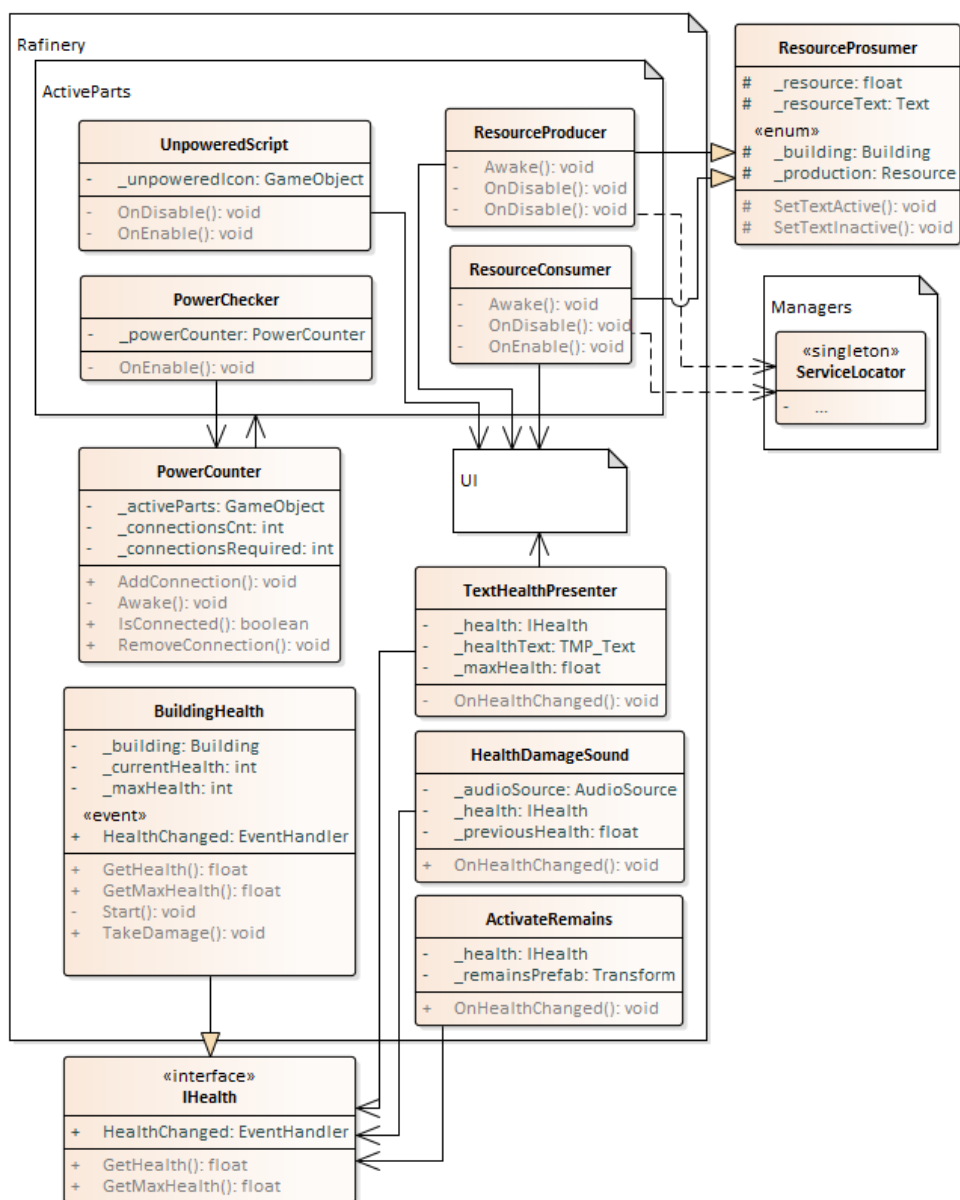 Rafinery
ActiveParts
UnpoweredScript
- _unpoweredIcon: GameObject
- OnDisable(): void
- OnEnable(): void
PowerChecker
- _powerCounter: PowerCounter
- OnEnable(): void
ResourceProducer
- Awake(): void
- OnDisable(): void
- OnDisable(): void
ResourceConsumer
- Awake(): void
- OnDisable(): void
- OnEnable(): void
ResourceProsumer
# _resource: float
# _resourceText: Text
«enum»
# _building: Building
# _production: Resource
# SetTextActive(): void
# SetTextInactive(): void
Managers
«singleton»
ServiceLocator
- ...
PowerCounter
- _activeParts: GameObject
- _connectionsCnt: int
- _connectionsRequired: int
+ AddConnection(): void
- Awake(): void
+ IsConnected(): boolean
+ RemoveConnection(): void
UI
TextHealthPresenter
- _health: IHealth
- _healthText: TMP_Text
- _maxHealth: float
- OnHealthChanged(): void
BuildingHealth
- _building: Building
- _currentHealth: int
- _maxHealth: int
«event»
+ HealthChanged: EventHandler
+ GetHealth(): float
+ GetMaxHealth(): float
- Start(): void
+ TakeDamage(): void
HealthDamageSound
- _audioSource: AudioSource
- _health: IHealth
- _previousHealth: float
+ OnHealthChanged(): void
ActivateRemains
- _health: IHealth
- _remainsPrefab: Transform
+ OnHealthChanged(): void
«interface»
IHealth
+ HealthChanged: EventHandler
+ GetHealth(): float
+ GetMaxHealth(): float